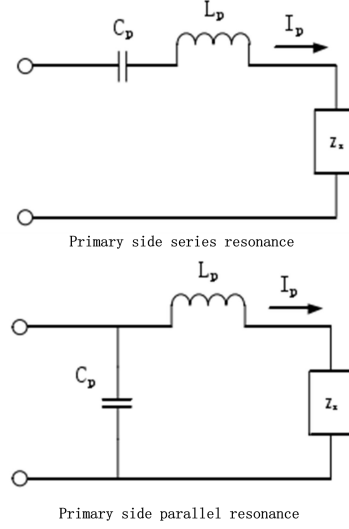 C_p
L_p
I_p
Z_x
Primary side series resonance
L_p
I_p
C_p
Z_x
Primary side parallel resonance